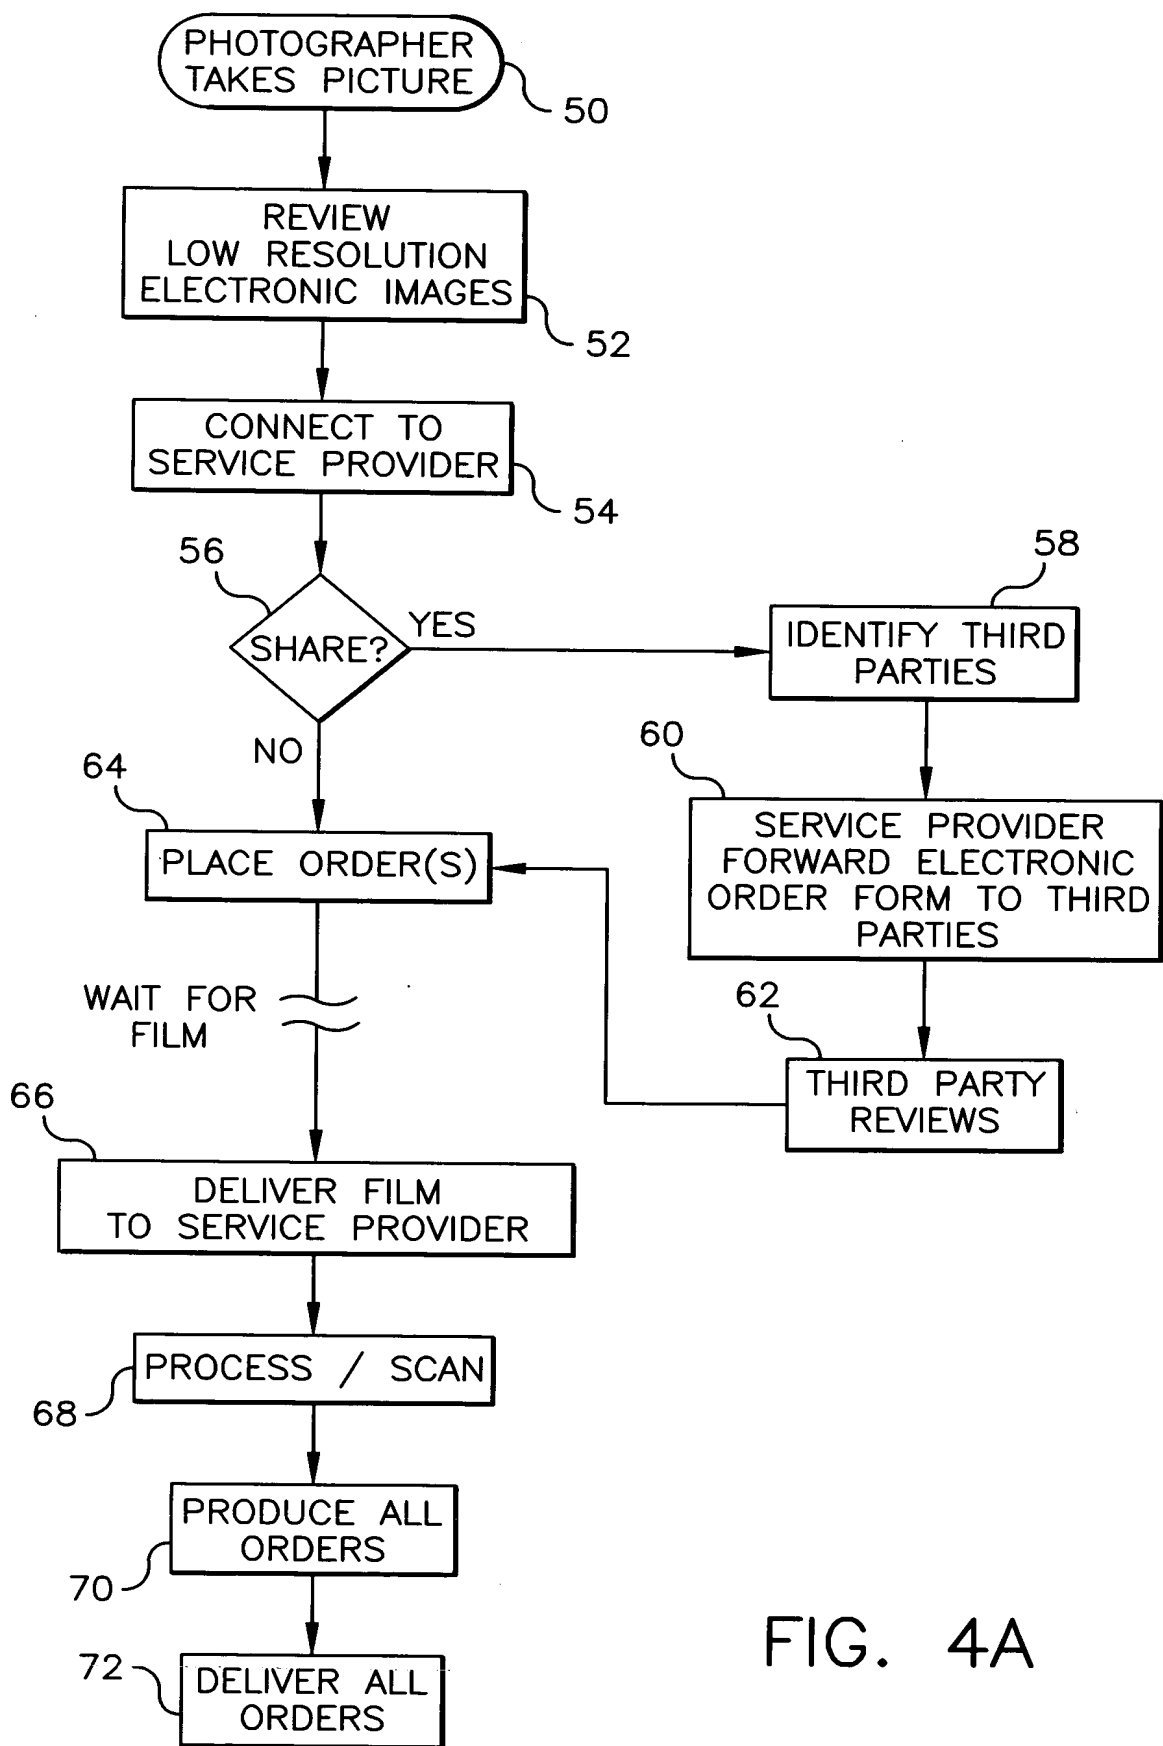 PHOTOGRAPHER
TAKES PICTURE
50
REVIEW
LOW RESOLUTION
ELECTRONIC IMAGES
52
CONNECT TO
SERVICE PROVIDER
54
56
SHARE?
YES
NO
58
IDENTIFY THIRD
PARTIES
60
SERVICE PROVIDER
FORWARD ELECTRONIC
ORDER FORM TO THIRD
PARTIES
62
THIRD PARTY
REVIEWS
64
PLACE ORDER(S)
WAIT FOR
FILM
66
DELIVER FILM
TO SERVICE PROVIDER
PROCESS / SCAN
68
PRODUCE ALL
ORDERS
70
72
DELIVER ALL
ORDERS
FIG. 4A